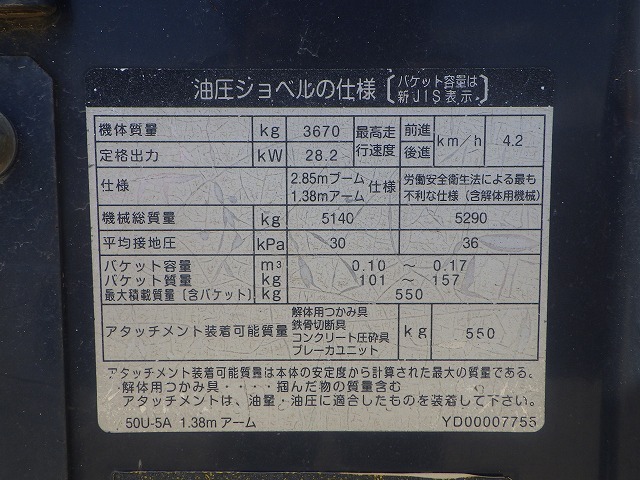 油圧ショベルの仕様〔バケット容量は新JIS表示〕
機体質量 kg 3670 最高走行速度 前進 後進 km/h 4.2
定格出力 kW 28.2
仕様 2.85mブーム 1.38mアーム 仕様 労働安全衛生法による最も不利な仕様(含解体用機械)
機械総質量 kg 5140 5290
平均接地圧 kPa 30 36
バケット容量 m³ 0.10 ～ 0.17
バケット質量 kg 101 ～ 157
最大積載質量〔含バケット〕 kg 550
アタッチメント装着可能質量 解体用つかみ具 鉄骨切断具 コンクリート圧砕具 ブレーカユニット kg 550
アタッチメント装着可能質量は本体の安定度から計算された最大の質量である。
解体用つかみ具・・・・掴んだ物の質量含む
アタッチメントは、油量・油圧に適合したものを装着して下さい。
50U-5A 1.38mアーム YD00007755